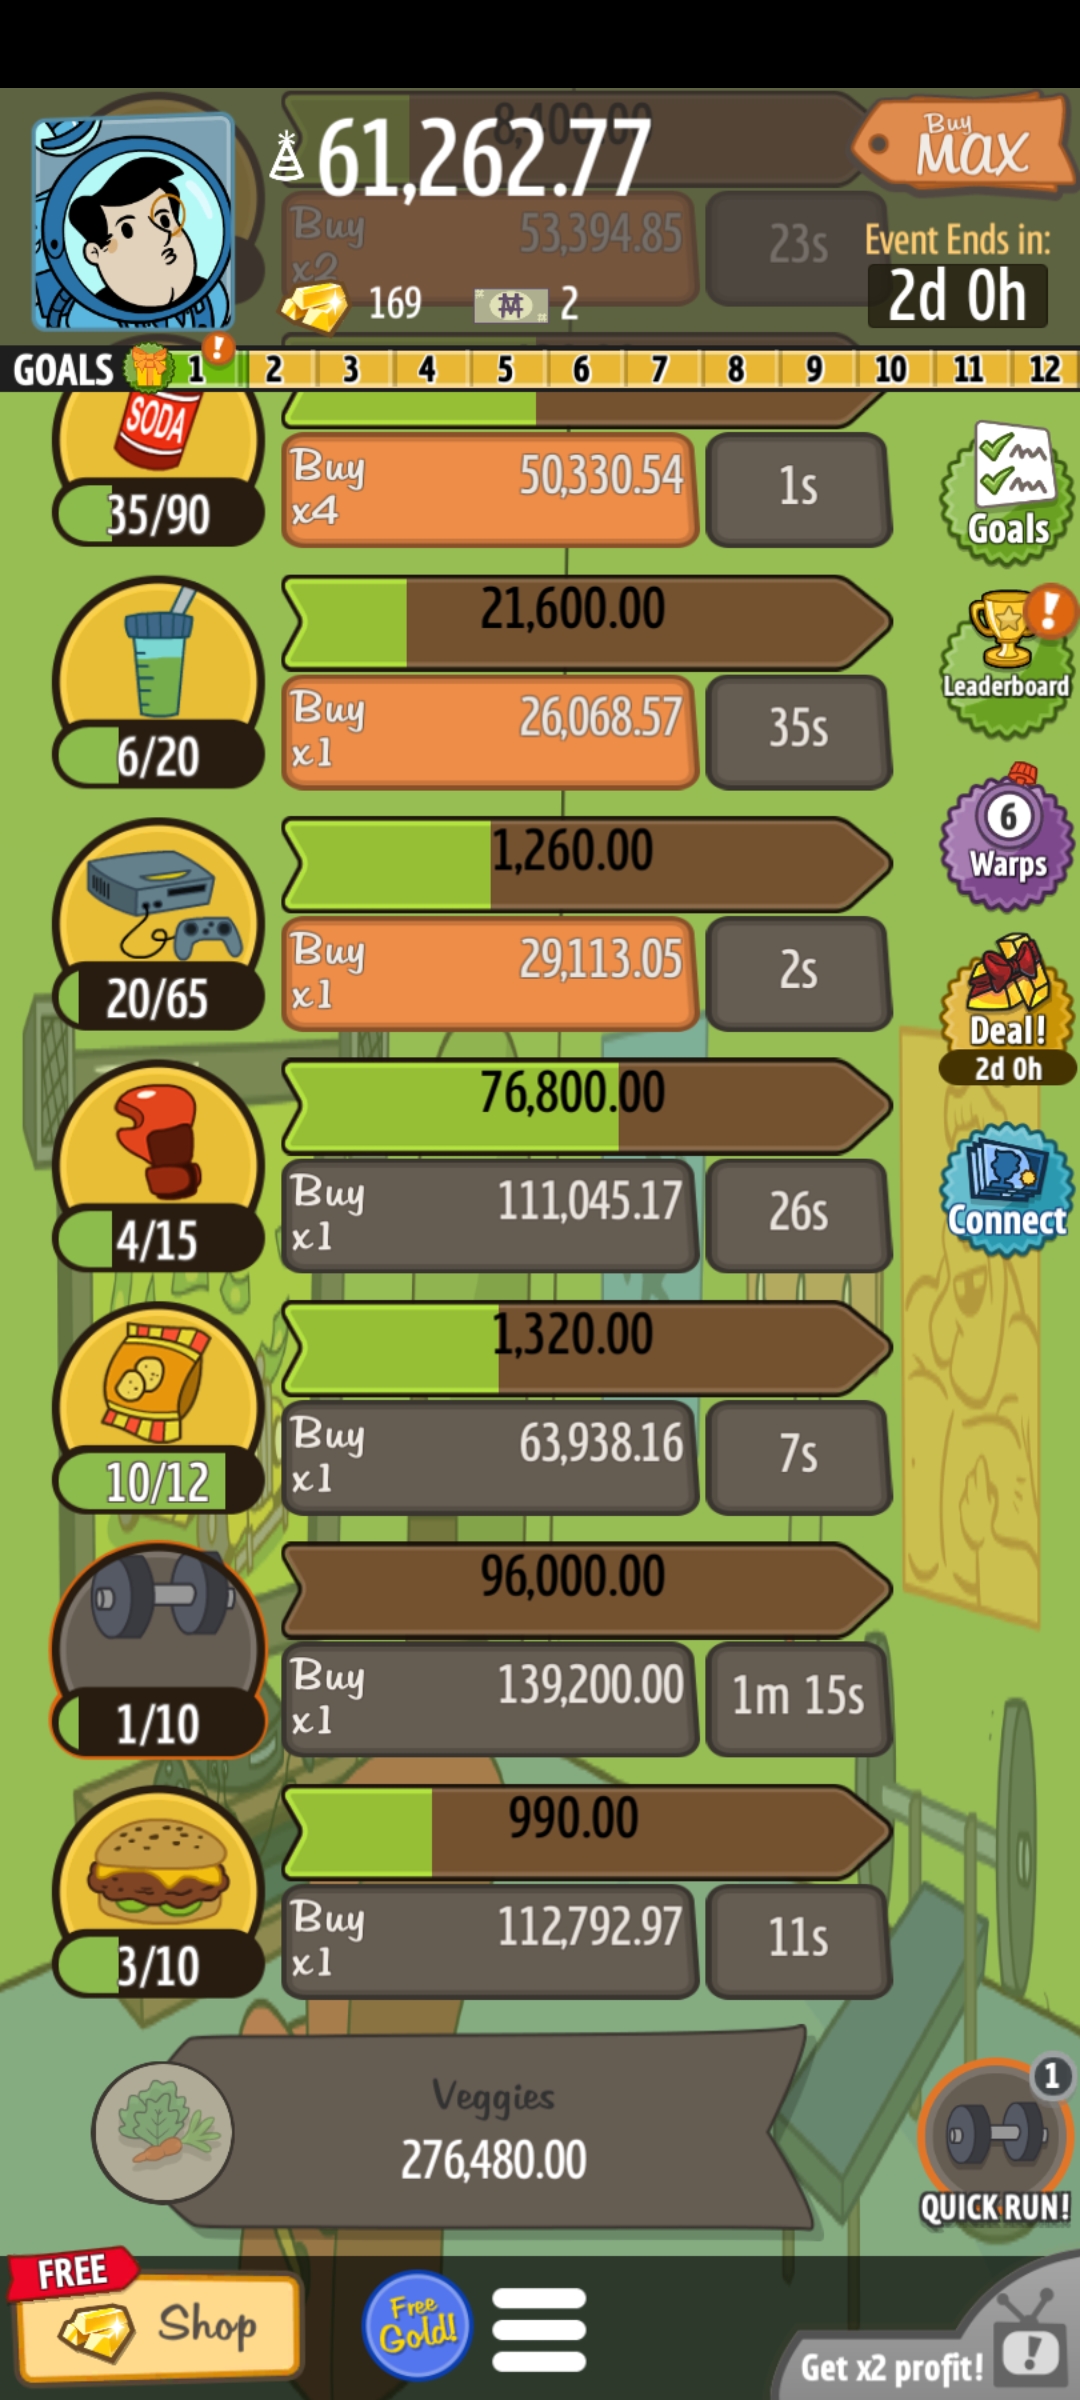 8,400.00
61,262.77
Buy
MAX
Buy
x2
53,394.85
23s
169
2
Event Ends in:
2d 0h
GOALS
!
1
2
3
4
5
6
7
8
9
10
11
12
SODA
35/90
Buy
x4
50,330.54
1s
Goals
21,600.00
6/20
Buy
x1
26,068.57
35s
!
Leaderboard
1,260.00
20/65
Buy
x1
29,113.05
2s
6
Warps
Deal!
2d 0h
76,800.00
4/15
Buy
x1
111,045.17
26s
Connect
1,320.00
10/12
Buy
x1
63,938.16
7s
96,000.00
1/10
Buy
x1
139,200.00
1m 15s
990.00
3/10
Buy
x1
112,792.97
11s
Veggies
276,480.00
1
QUICK RUN!
FREE
Shop
Free
Gold!
Get x2 profit!
!